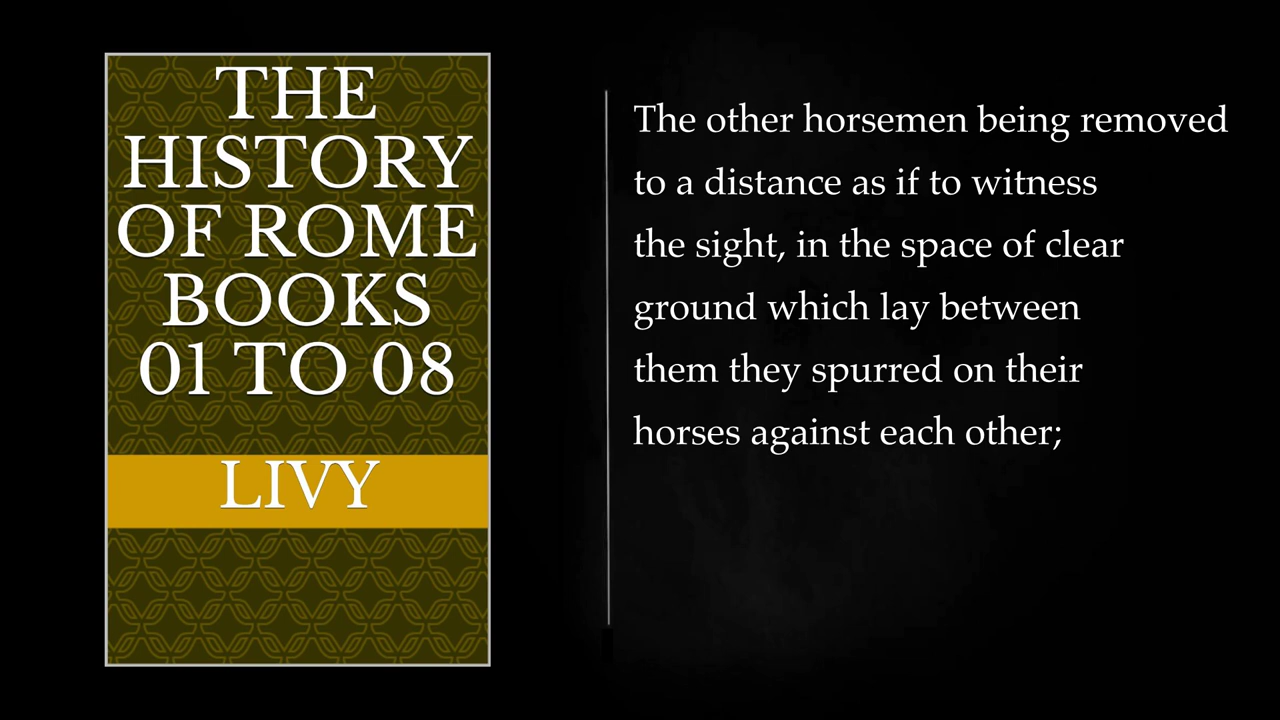 THE
HISTORY
OF ROME
BOOKS
01 TO 08
LIVY
The other horsemen being removed
to a distance as if to witness
the sight, in the space of clear
ground which lay between
them they spurred on their
horses against each other;